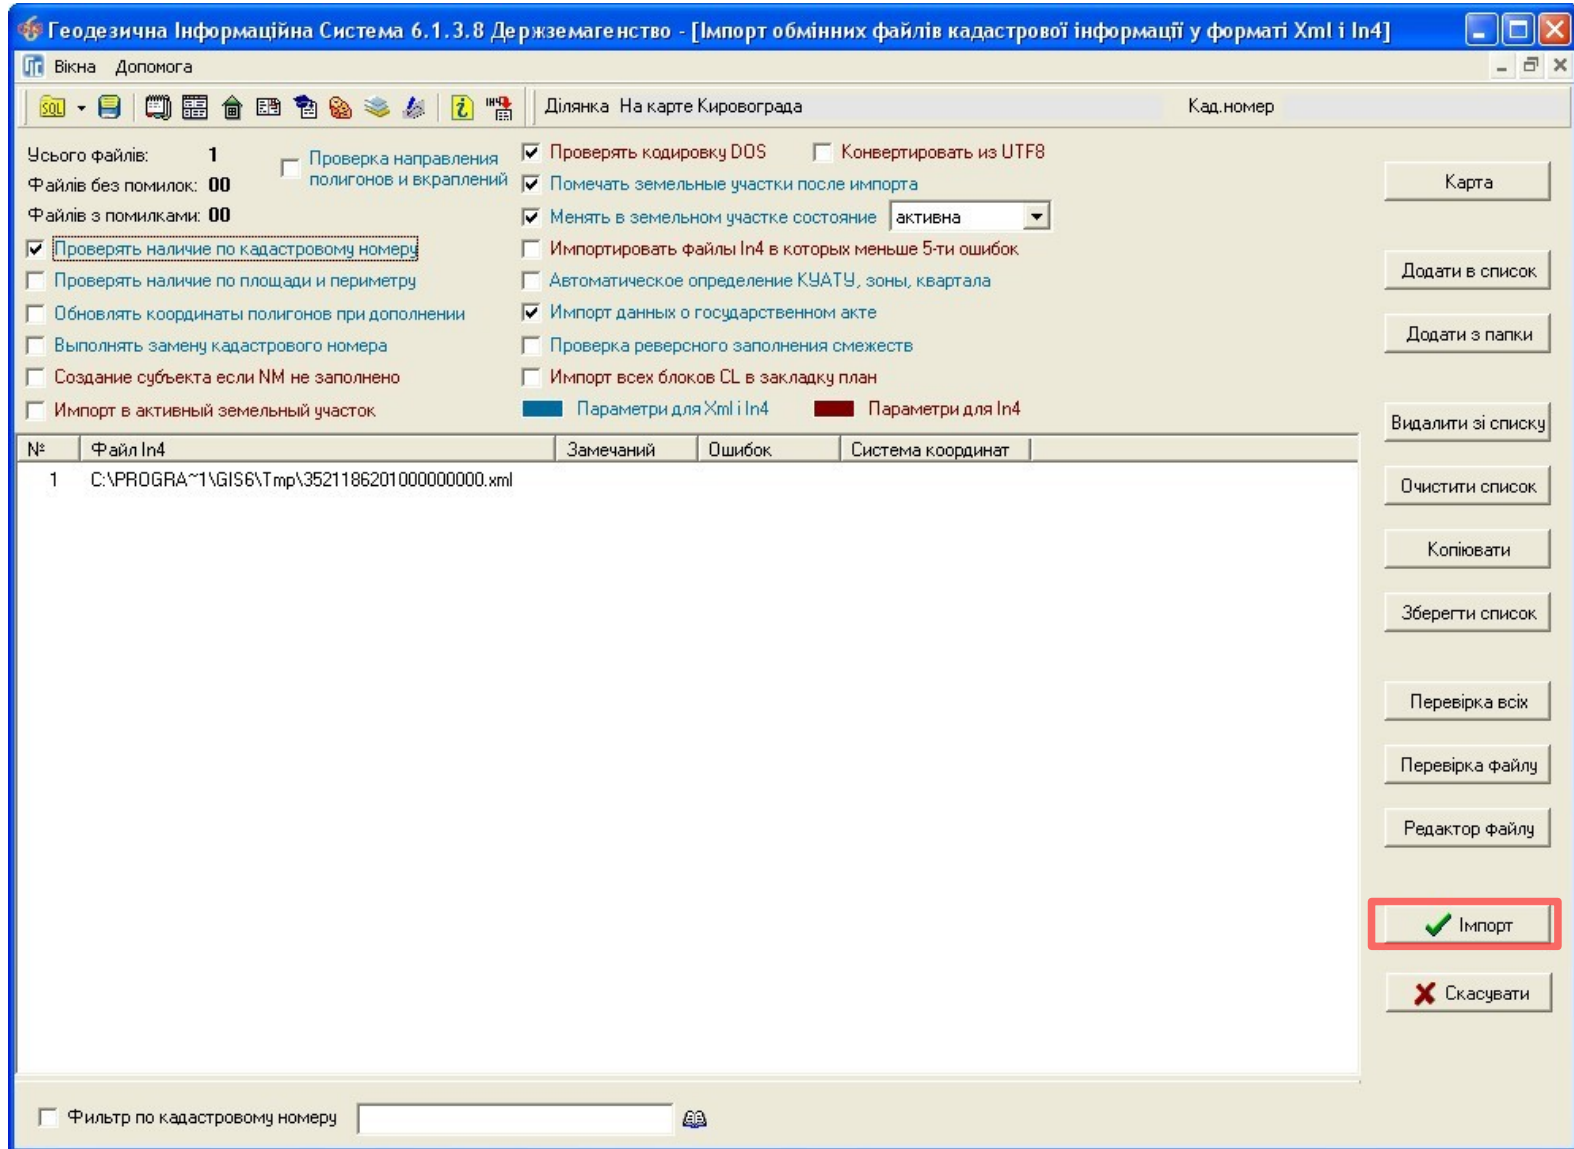 Геодезична Інформаційна Система 6.1.3.8 Держземагенство - [Імпорт обмінних файлів кадастрової інформації у форматі Xml і In4]
Вікна Допомога
SQL Ділянка На карте Кировограда Кад.номер
Усього файлів: 1
Файлів без помилок: 00
Файлів з помилками: 00
Проверка направления
полигонов и вкраплений
Проверять наличие по кадастровому номеру
Проверять наличие по площади и периметру
Обновлять координаты полигонов при дополнении
Выполнять замену кадастрового номера
Создание субъекта если NM не заполнено
Импорт в активный земельный участок
Проверять кодировку DOS Конвертировать из UTF8
Помечать земельные участки после импорта
Менять в земельном участке состояние активна
Импортировать файлы In4 в которых меньше 5-ти ошибок
Автоматическое определение КУАТУ, зоны, квартала
Импорт данных о государственном акте
Проверка реверсного заполнения смежеств
Импорт всех блоков CL в закладку план
Параметри для Xml і In4 Параметри для In4
№ Файл In4 Замечаний Ошибок Система координат
1 C:\PROGRA~1\GIS6\Tmp\3521186201000000000.xml
Карта
Додати в список
Додати з папки
Видалити зі списку
Очистити список
Копіювати
Зберегти список
Перевірка всіх
Перевірка файлу
Редактор файлу
Імпорт
Скасувати
Фильтр по кадастровому номеру